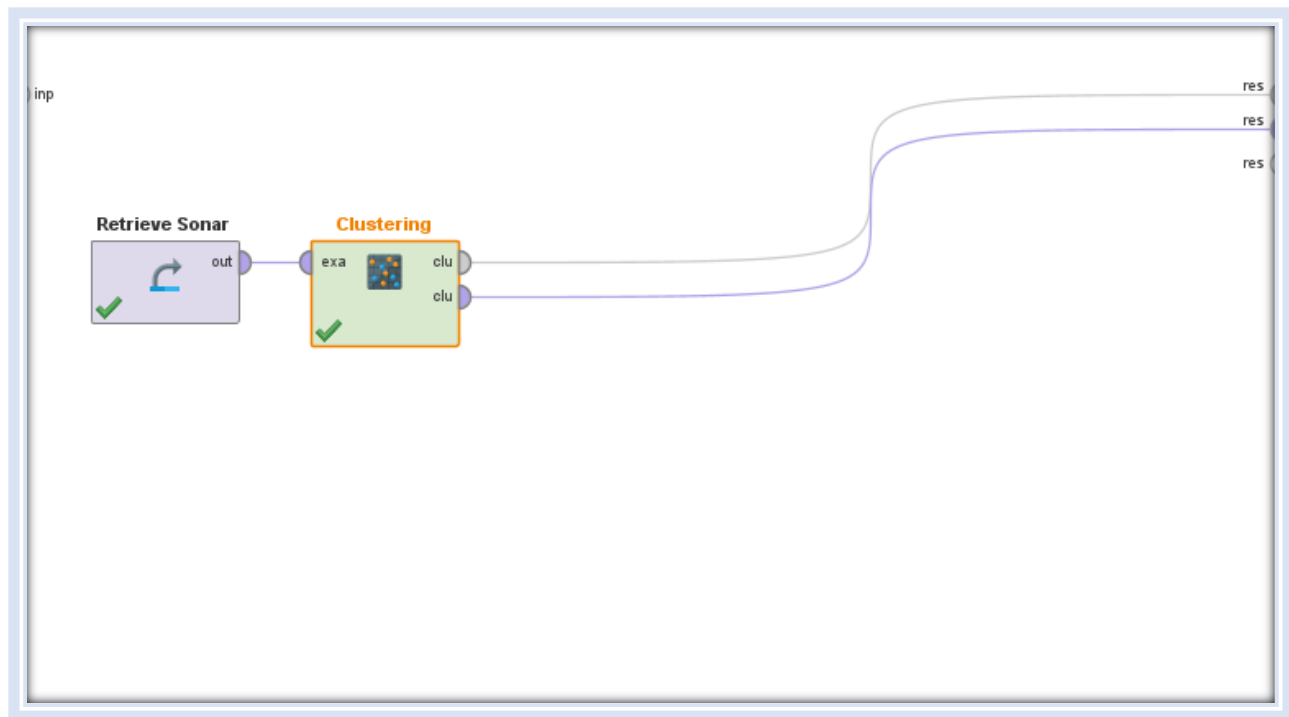 inp
res
res
res
Retrieve Sonar
out
Clustering
exa
clu
clu